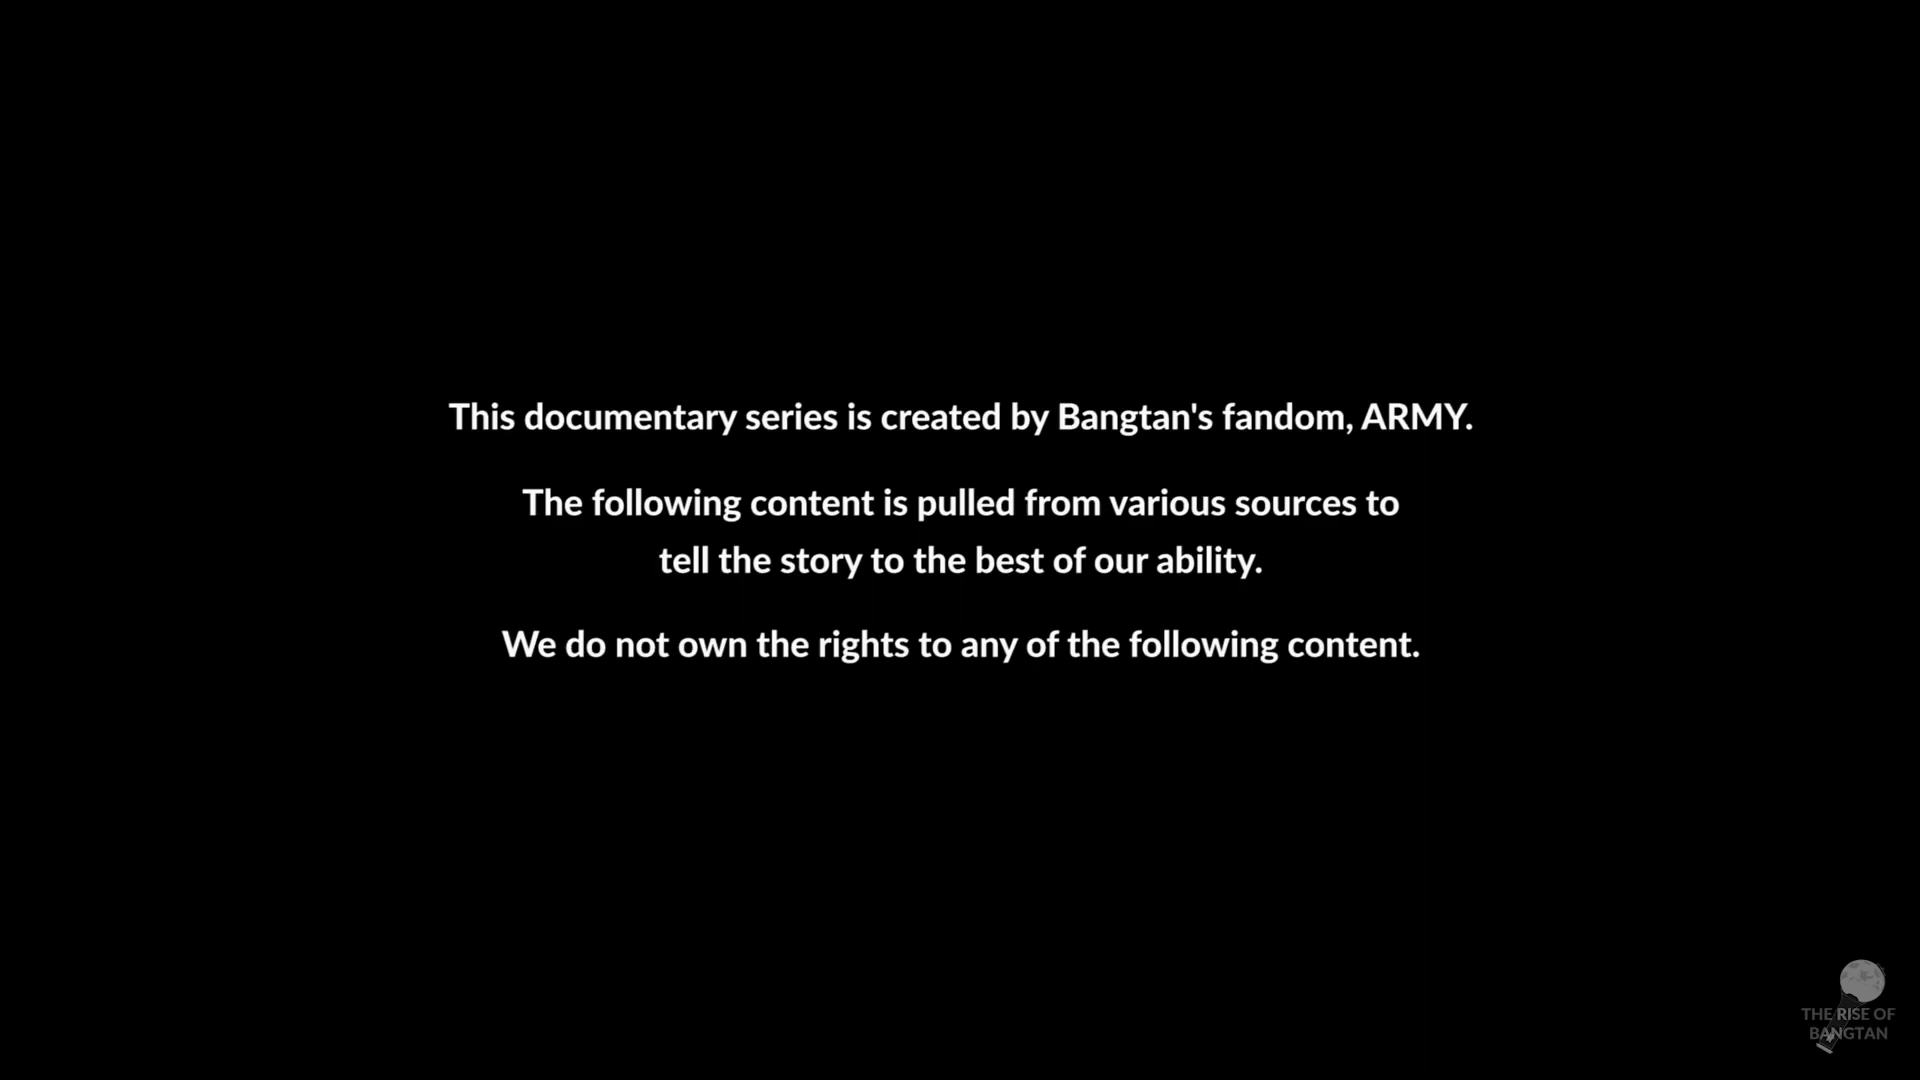 This documentary series is created by Bangtan's fandom, ARMY.
The following content is pulled from various sources to
tell the story to the best of our ability.
We do not own the rights to any of the following content.
THE RISE OF
BANGTAN